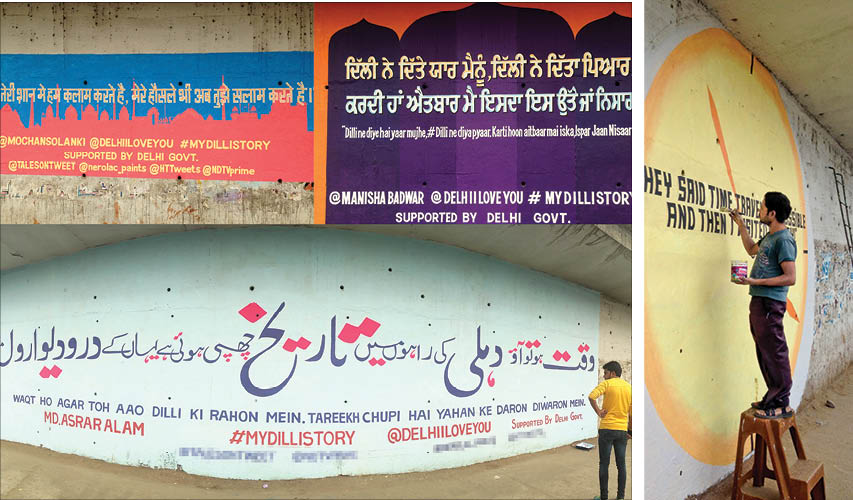 तेरी शान मे हम कलाम करते है, मेरे हौसले भी अब तुझे सलाम करते है।
@MOCHANSOLANKI @DELHIILOVEYOU #MYDILLISTORY
SUPPORTED BY DELHI GOVT.
@TALESONTWEET @nerolac_paints @HTTweets @NDTVprime
ਦਿੱਲੀ ਨੇ ਦਿੱਤੇ ਯਾਰ ਮੈਨੂੰ, ਦਿੱਲੀ ਨੇ ਦਿੱਤਾ ਪਿਆਰ
ਕਰਦੀ ਹਾਂ ਐਤਬਾਰ ਮੈਂ ਇਸਦਾ ਇਸ ਉਤੇ ਜਾਂ ਨਿਸਾਰ
"Dilli ne diye hai yaar mujhe,# Dilli ne diya pyaar, Karti hoon aitbaar mai iska, Ispar Jaan Nisaar
@MANISHA BADWAR @DELHIILOVEYOU # MYDILLISTORY
SUPPORTED BY DELHI GOVT.
وقت ہو تو آؤ دہلی کی راہوں میں تاریخ چھپی ہوئی ہے یہاں کے در و دیواروں
WAQT HO AGAR TOH AAO DILLI KI RAHON MEIN. TAREEKH CHUPI HAI YAHAN KE DARON DIWARON MEIN.
MD.ASRAR ALAM
#MYDILLISTORY @DELHIILOVEYOU
SUPPORTED BY DELHI GOVT.
HEY SAID TIME
AND THEN I